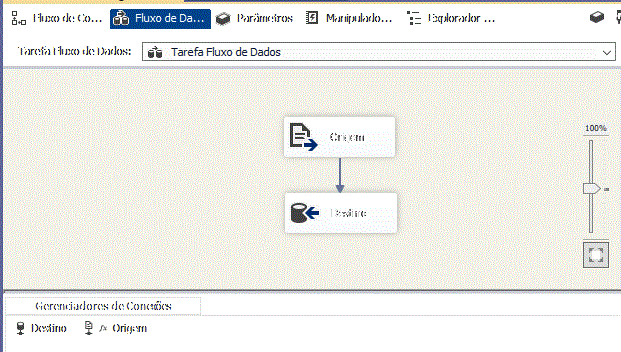 Fluxo de Co... Fluxo de Da... Parâmetros Manipulado... Explorador ...
Tarefa Fluxo de Dados: Tarefa Fluxo de Dados
100%
Origem
Destino
Gerenciadores de Conexões
Destino fx Origem